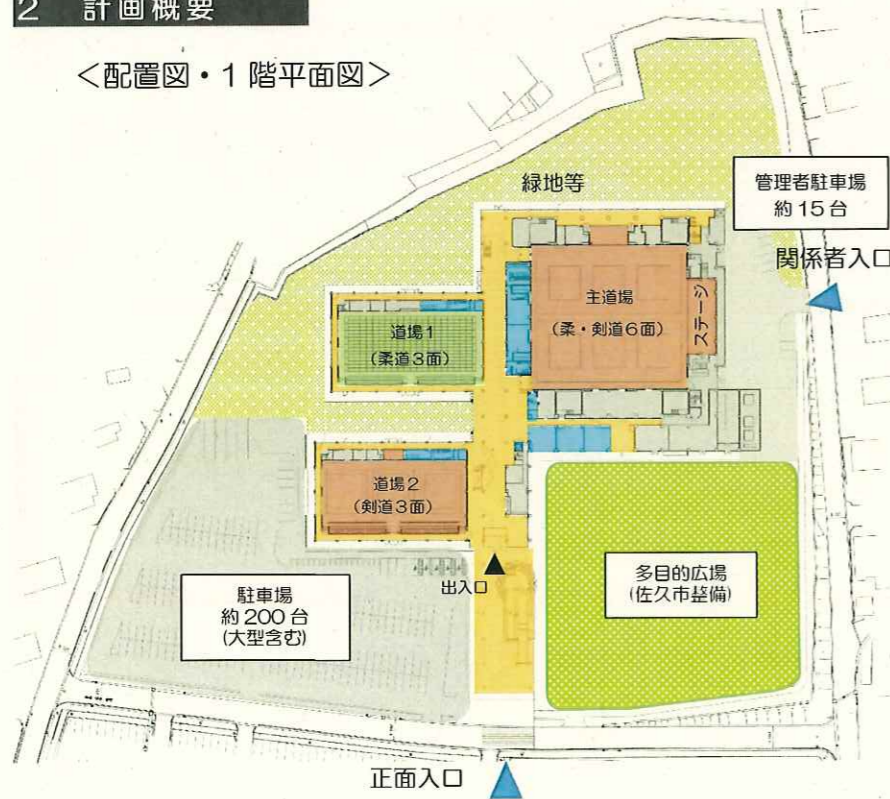 2 計画概要
＜配置図・1階平面図＞
緑地等
管理者駐車場
約15台
関係者入口
主道場
(柔・剣道6面)
ステージ
道場1
(柔道3面)
道場2
(剣道3面)
多目的広場
(佐久市整備)
出入口
駐車場
約200台
(大型含む)
正面入口